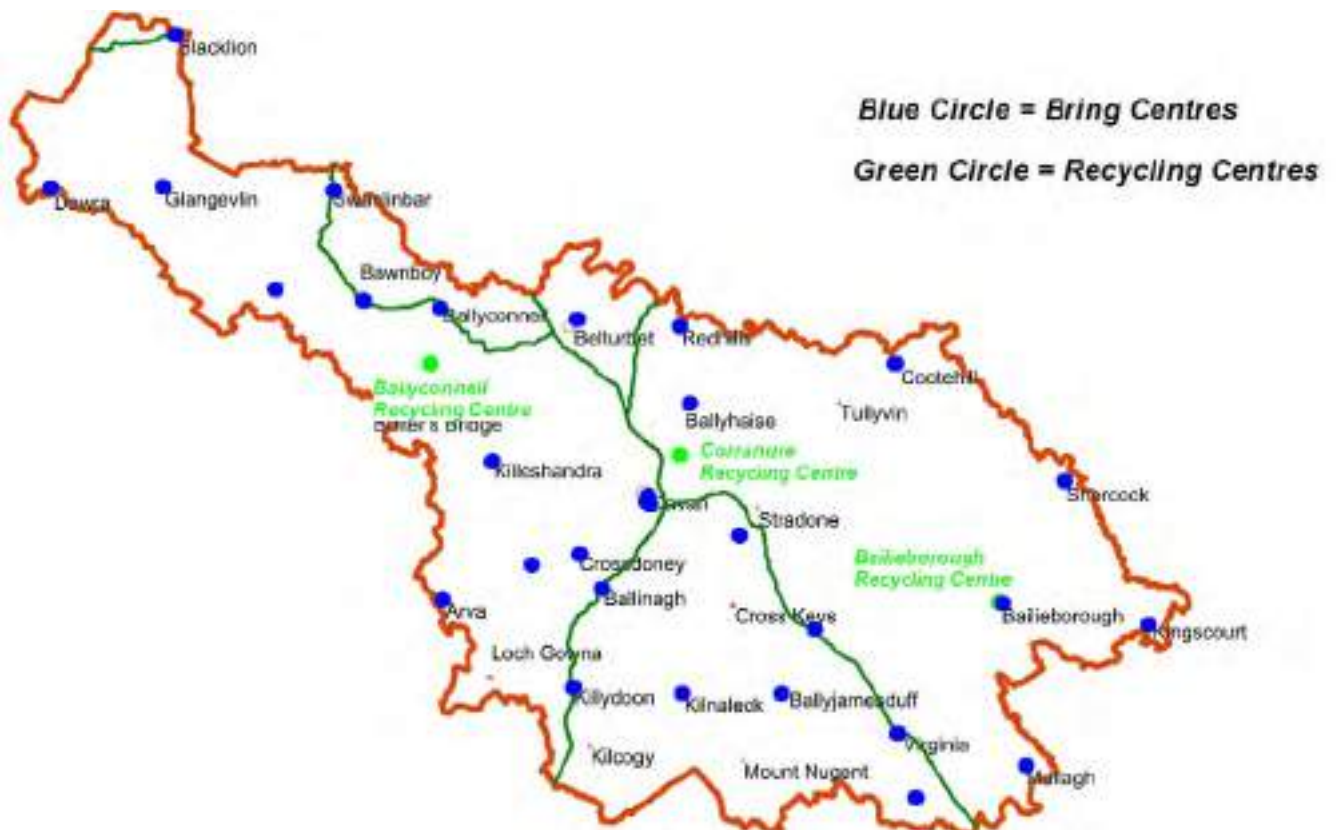 Blacklion
Blue Circle = Bring Centres
Green Circle = Recycling Centres
Dowra
Glangevlin
Swanlinbar
Bawnboy
Ballyconnell
Belturbet
Redhills
Cootehill
Ballyconnell
Recycling Centre
Butler's Bridge
Ballyhaise
Tullyvin
Corranure
Recycling Centre
Killeshandra
Shercock
Cavan
Stradone
Crossdoney
Bailieborough
Recycling Centre
Ballinagh
Arva
Cross Keys
Bailieborough
Kingscourt
Loch Gowna
Killydoon
Kilnaleck
Ballyjamesduff
Virginia
Kilcogy
Mount Nugent
Mullagh